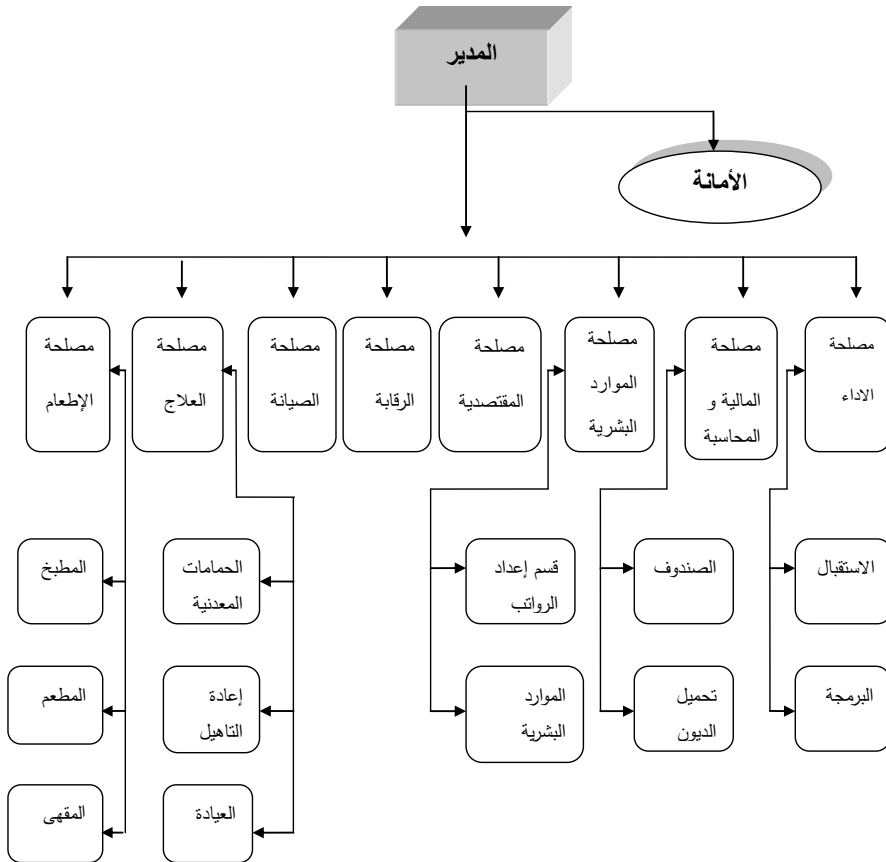 المدير
الأمانة
مصلحة
الاداء
مصلحة
المالية و
المحاسبة
مصلحة
الموارد
البشرية
مصلحة
المقتصدية
مصلحة
الرقابة
مصلحة
الصيانة
مصلحة
العلاج
مصلحة
الإطعام
الاستقبال
الصندوف
قسم إعداد
الرواتب
الحمامات
المعدنية
المطبخ
البرمجة
تحميل
الديون
الموارد
البشرية
إعادة
التاهيل
المطعم
العيادة
المقهى